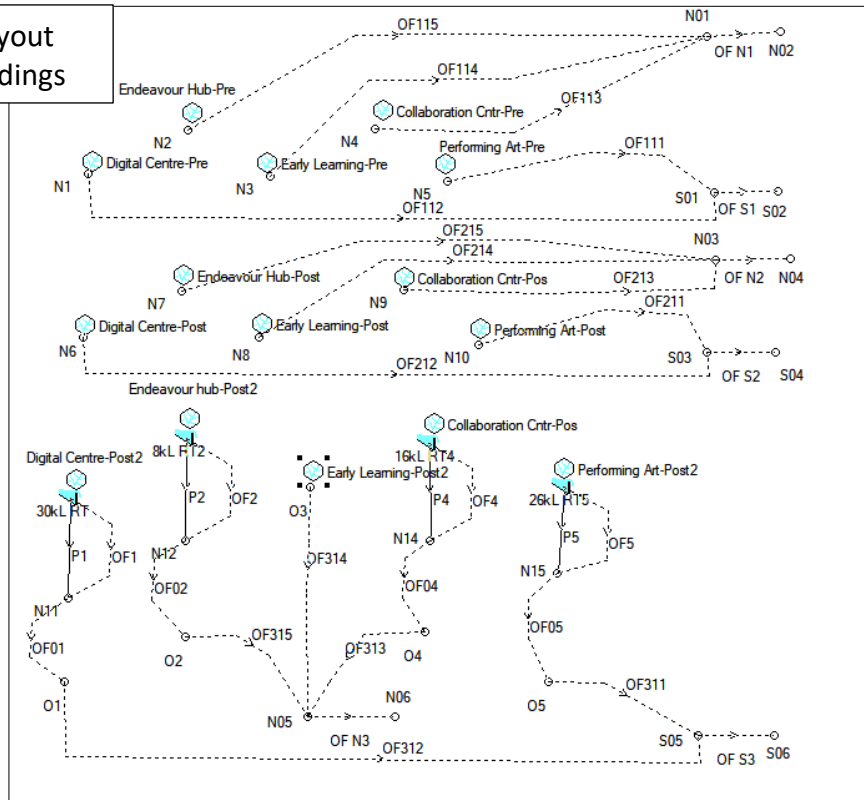 yout
dings
OF115
N01
OF N1
N02
OF114
Endeavour Hub-Pre
OF113
N2
Collaboration Cntr-Pre
N4
Digital Centre-Pre
Early Learning-Pre
Performing Art-Pre
OF111
N1
N3
N5
S01
OF S1
S02
OF112
OF215
N03
OF214
Endeavour Hub-Post
Collaboration Cntr-Pos
OF213
OF N2
N04
N7
N9
OF211
Digital Centre-Post
Early Learning-Post
Performing Art-Post
N6
N8
N10
S03
OF212
OF S2
S04
Endeavour hub-Post2
Collaboration Cntr-Pos
8kL RT2
16kL RT4
Digital Centre-Post2
Early Learning-Post2
Performing Art-Post2
P2
OF2
P4
OF4
26kL RT5
30kL RT
O3
P5
OF5
N12
N14
P1
OF1
OF314
N15
OF02
OF04
N11
OF05
OF315
OF313
OF01
O2
O4
O1
N05
N06
O5
OF311
OF N3
OF312
S05
OF S3
S06